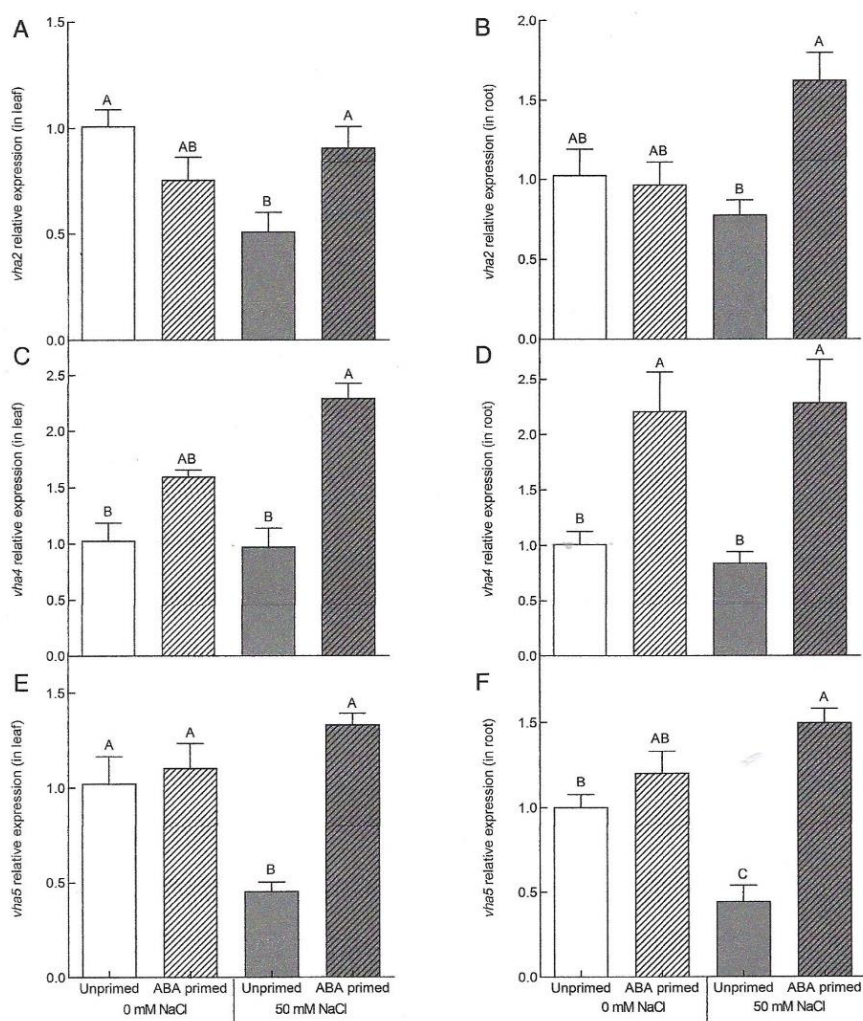 A
vha2 relative expression (in leaf)
1.5
1.0
0.5
0.0
A
AB
B
A
B
vha2 relative expression (in root)
2.0
1.5
1.0
0.5
0.0
AB
AB
B
A
C
vha4 relative expression (in leaf)
2.5
2.0
1.5
1.0
0.5
0.0
B
AB
B
A
D
vha4 relative expression (in root)
2.5
2.0
1.5
1.0
0.5
0.0
B
A
B
A
E
vha5 relative expression (in leaf)
1.5
1.0
0.5
0.0
A
A
B
A
Unprimed ABA primed Unprimed ABA primed
0 mM NaCl 50 mM NaCl
F
vha5 relative expression (in root)
1.5
1.0
0.5
0.0
B
AB
C
A
Unprimed ABA primed Unprimed ABA primed
0 mM NaCl 50 mM NaCl